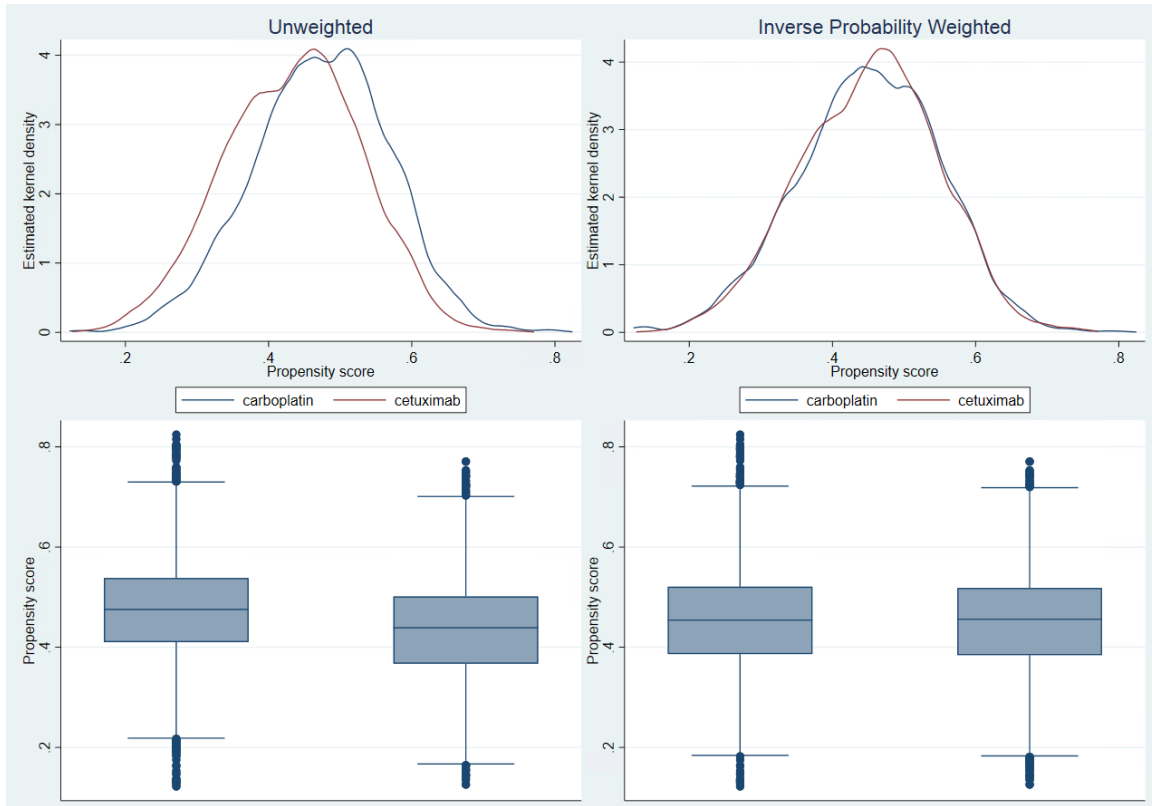 Unweighted
Estimated kernel density
4
3
2
1
0
.2
.4
.6
.8
Propensity score
carboplatin
cetuximab
Inverse Probability Weighted
Estimated kernel density
4
3
2
1
0
.2
.4
.6
.8
Propensity score
carboplatin
cetuximab
Propensity score
.8
.6
.4
.2
Propensity score
.8
.6
.4
.2